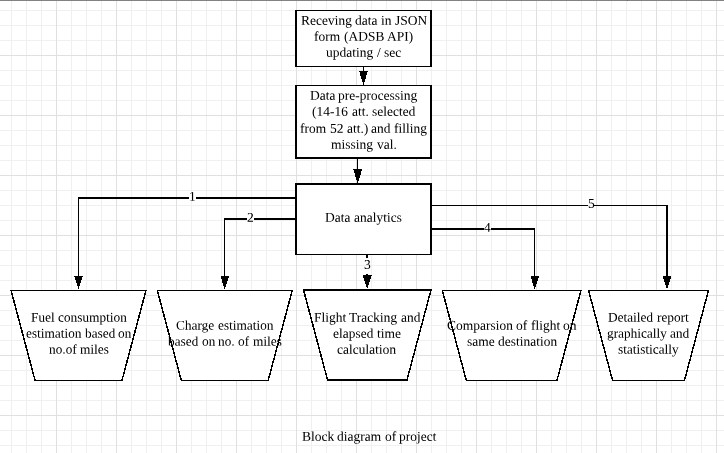 Receving data in JSON
form (ADSB API)
updating / sec
Data pre-processing
(14-16 att. selected
from 52 att.) and filling
missing val.
Data analytics
1
2
3
4
5
Fuel consumption
estimation based on
no.of miles
Charge estimation
based on no. of miles
Flight Tracking and
elapsed time
calculation
Comparsion of flight on
same destination
Detailed report
graphically and
statistically
Block diagram of project